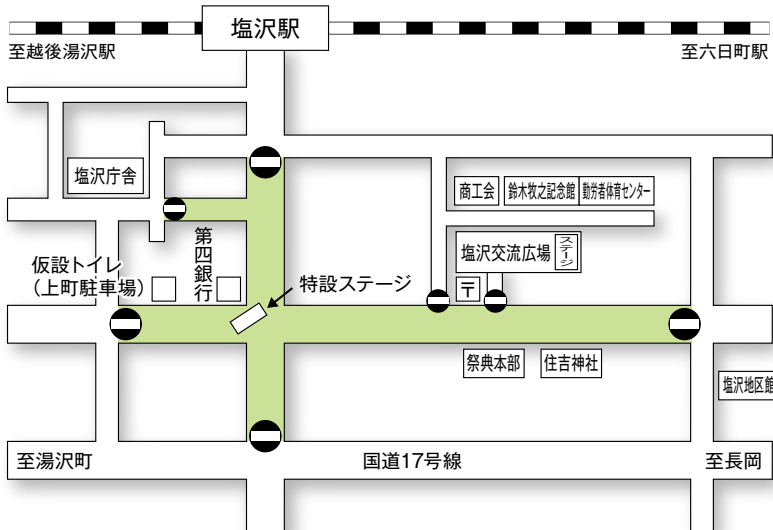 塩沢駅
至越後湯沢駅
至六日町駅
塩沢庁舎
商工会
鈴木牧之記念館
勤労者体育センター
第四銀行
塩沢交流広場
ステージ
仮設トイレ
（上町駐車場）
特設ステージ
〒
祭典本部
住吉神社
塩沢地区館
至湯沢町
国道17号線
至長岡